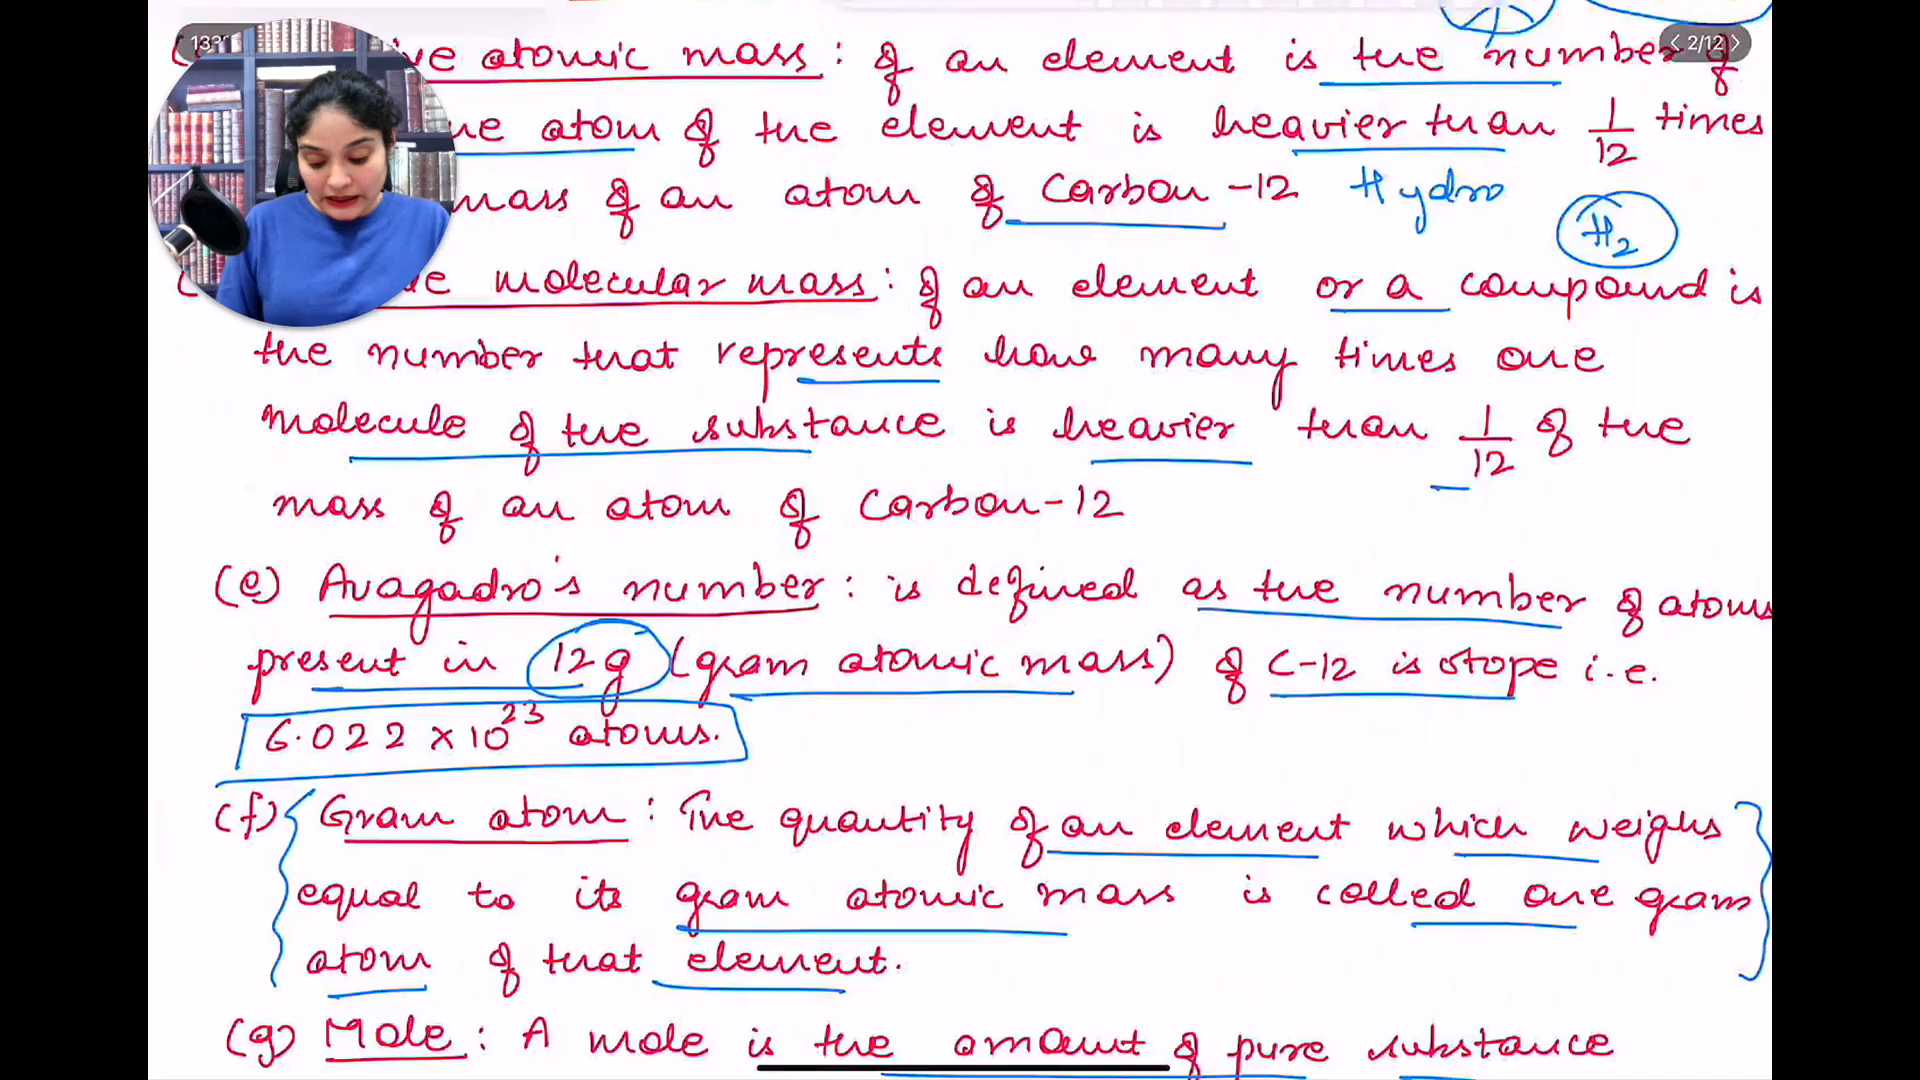 133
< 2/12 >
ive atomic mass : of an element is the number of
ne atom of the element is heavier than 1/12 times
mass of an atom of Carbon-12 Hydro
H2
ve molecular mass : of an element or a compound is
the number that represents how many times one
molecule of the substance is heavier than 1/12 of the
mass of an atom of Carbon-12
(e) Avagadro's number : is defined as the number of atoms
present in 12g (gram atomic mass) of C-12 isotope i.e.
6.022 x 10^23 atoms.
(f) Gram atom : The quantity of an element which weighs
equal to its gram atomic mass is called one gram
atom of that element.
(g) Mole : A mole is the amount of pure substance